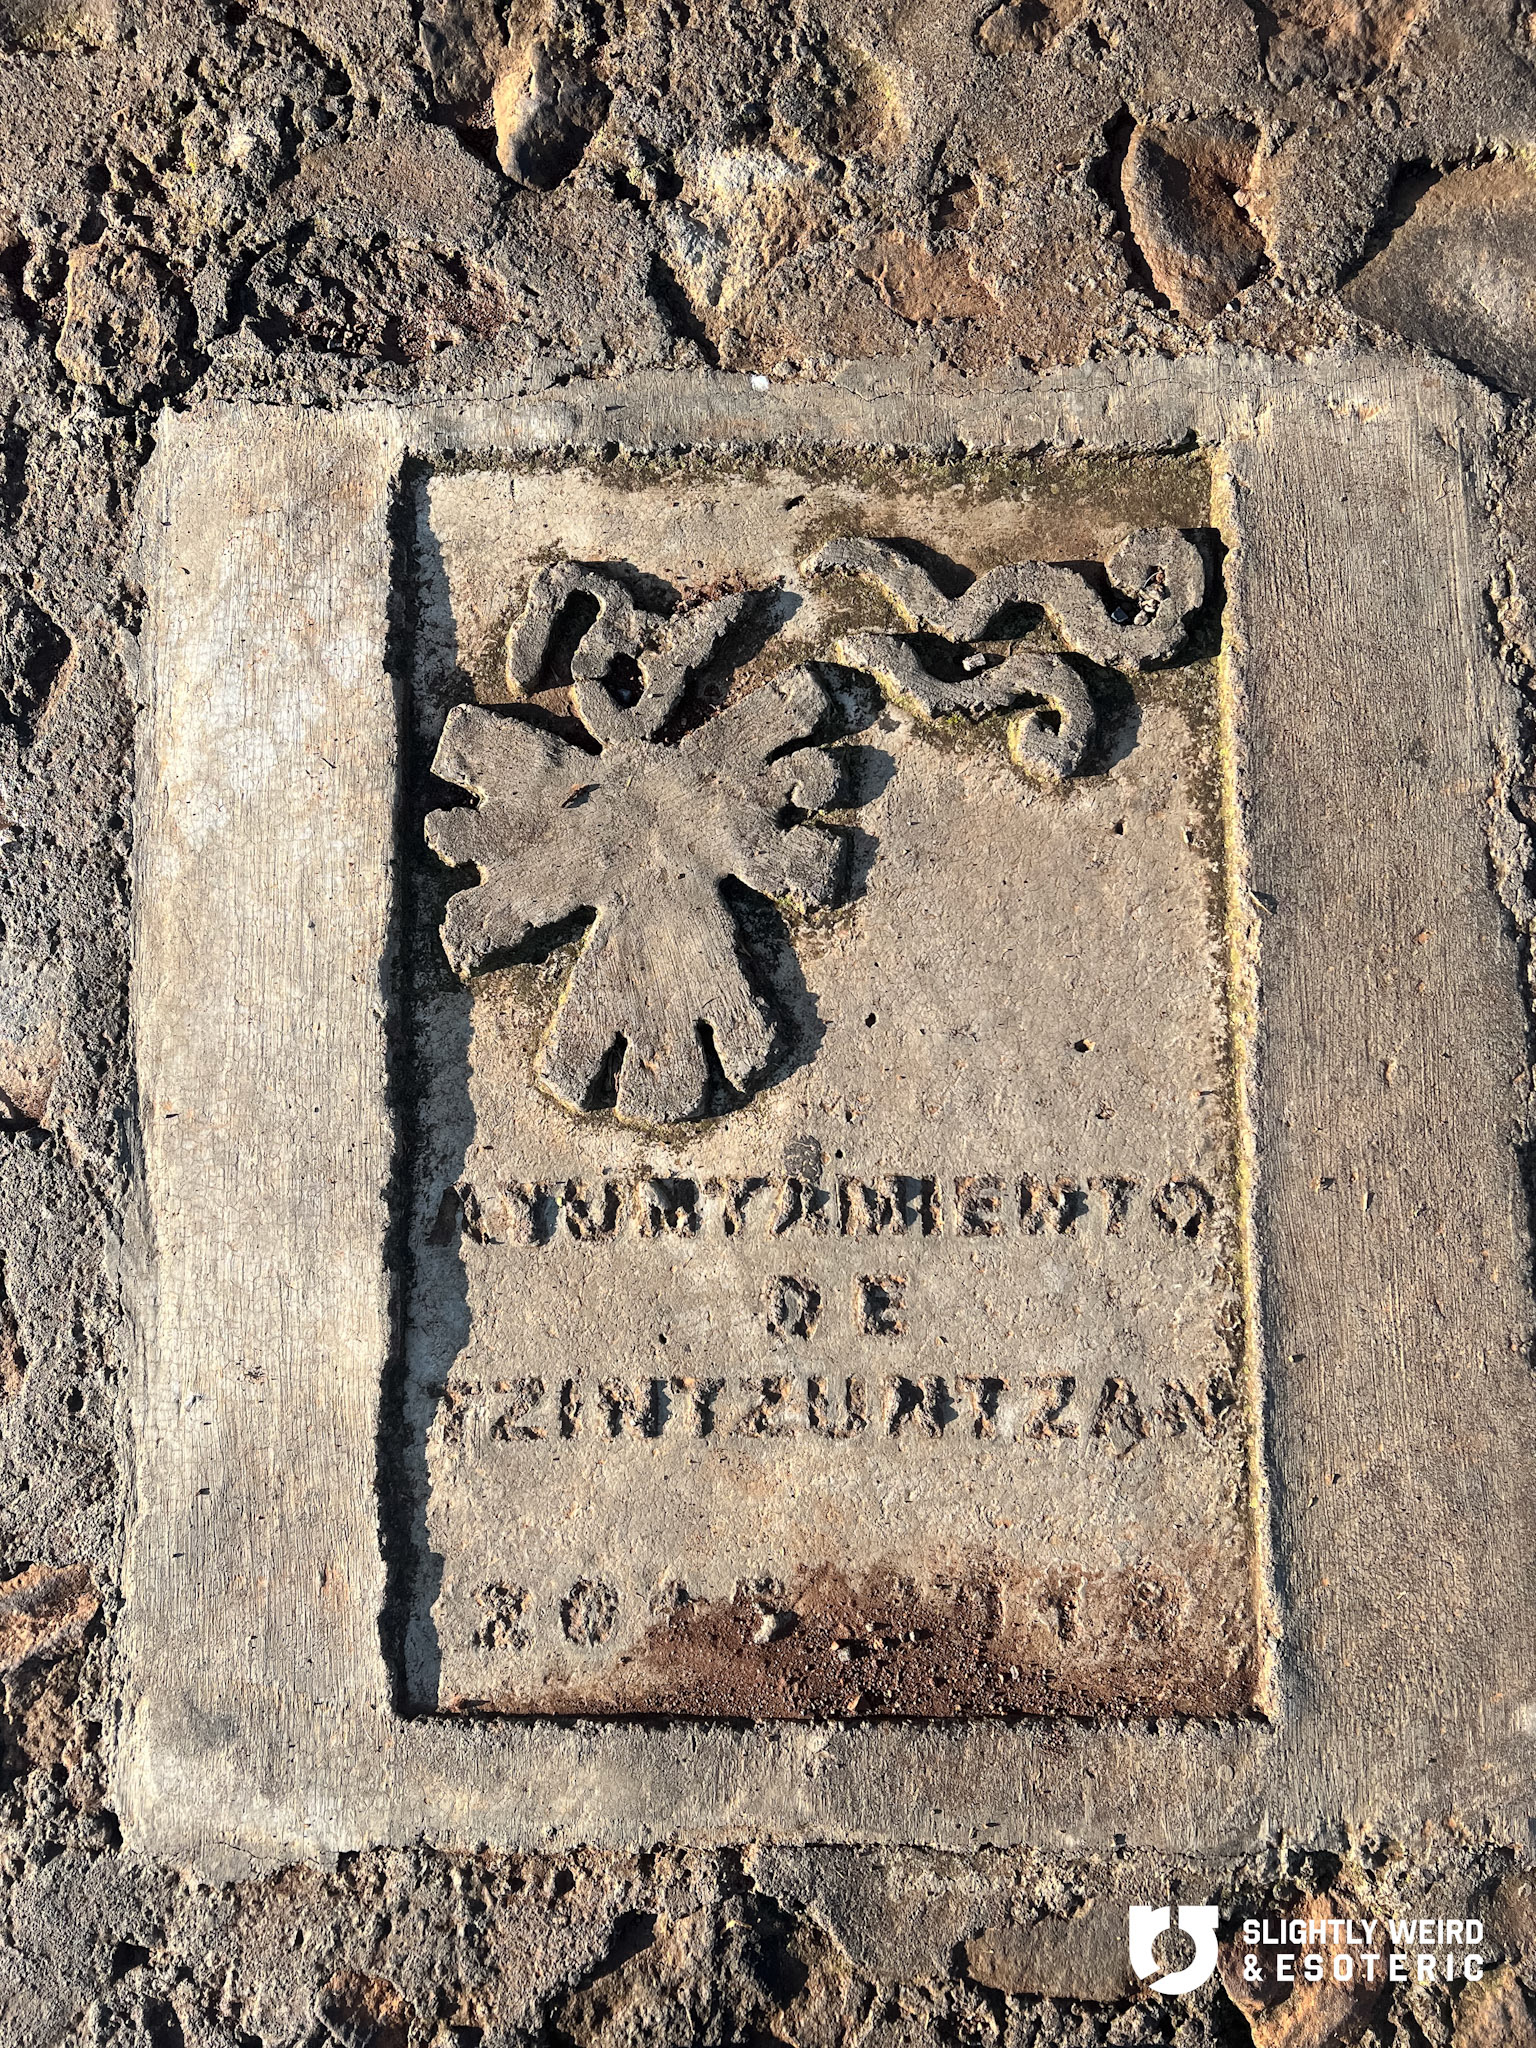 AYUNTAMIENTO
DE
TZINTZUNTZAN
SLIGHTLY WEIRD
& ESOTERIC